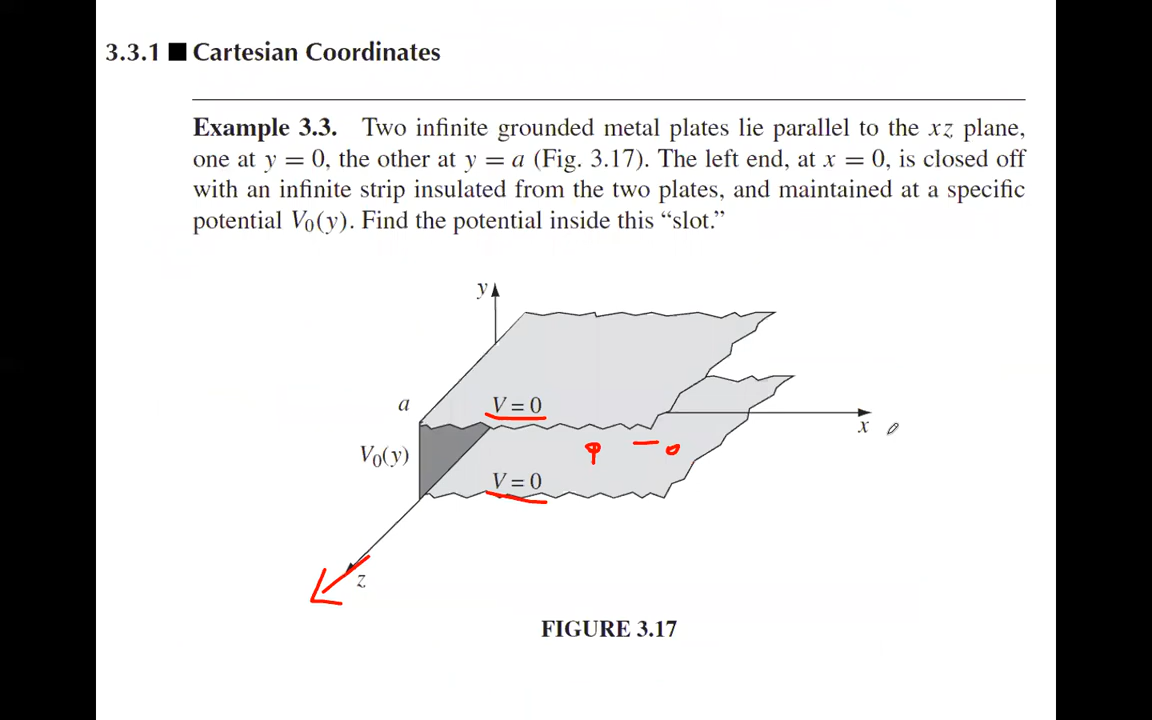 3.3.1 ■ Cartesian Coordinates
Example 3.3. Two infinite grounded metal plates lie parallel to the xz plane,
one at y = 0, the other at y = a (Fig. 3.17). The left end, at x = 0, is closed off
with an infinite strip insulated from the two plates, and maintained at a specific
potential V₀(y). Find the potential inside this “slot.”
y
a
V = 0
x
V₀(y)
V = 0
z
FIGURE 3.17